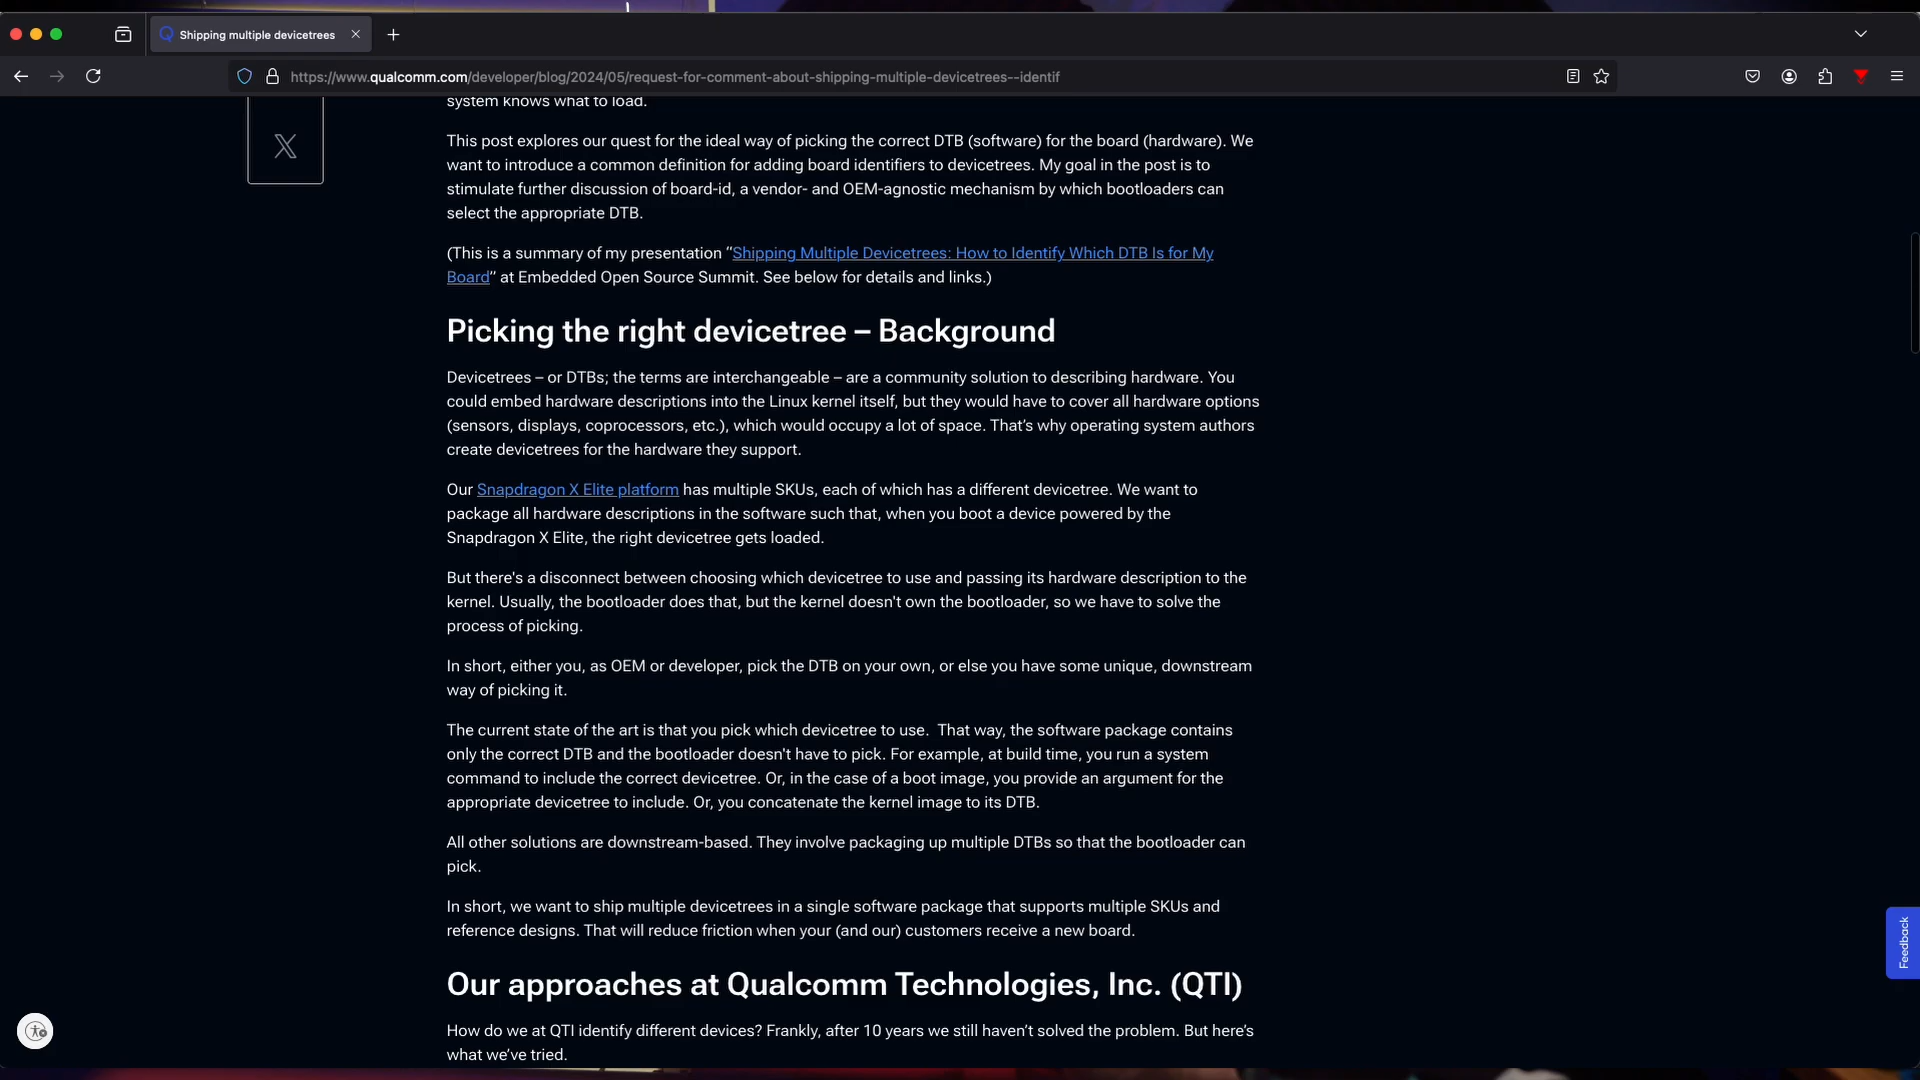 Shipping multiple devicetrees
https://www.qualcomm.com/developer/blog/2024/05/request-for-comment-about-shipping-multiple-devicetrees--identif
system knows what to load.
This post explores our quest for the ideal way of picking the correct DTB (software) for the board (hardware). We
want to introduce a common definition for adding board identifiers to devicetrees. My goal in the post is to
stimulate further discussion of board-id, a vendor- and OEM-agnostic mechanism by which bootloaders can
select the appropriate DTB.
(This is a summary of my presentation “Shipping Multiple Devicetrees: How to Identify Which DTB Is for My
Board” at Embedded Open Source Summit. See below for details and links.)
Picking the right devicetree – Background
Devicetrees – or DTBs; the terms are interchangeable – are a community solution to describing hardware. You
could embed hardware descriptions into the Linux kernel itself, but they would have to cover all hardware options
(sensors, displays, coprocessors, etc.), which would occupy a lot of space. That’s why operating system authors
create devicetrees for the hardware they support.
Our Snapdragon X Elite platform has multiple SKUs, each of which has a different devicetree. We want to
package all hardware descriptions in the software such that, when you boot a device powered by the
Snapdragon X Elite, the right devicetree gets loaded.
But there's a disconnect between choosing which devicetree to use and passing its hardware description to the
kernel. Usually, the bootloader does that, but the kernel doesn't own the bootloader, so we have to solve the
process of picking.
In short, either you, as OEM or developer, pick the DTB on your own, or else you have some unique, downstream
way of picking it.
The current state of the art is that you pick which devicetree to use.  That way, the software package contains
only the correct DTB and the bootloader doesn't have to pick. For example, at build time, you run a system
command to include the correct devicetree. Or, in the case of a boot image, you provide an argument for the
appropriate devicetree to include. Or, you concatenate the kernel image to its DTB.
All other solutions are downstream-based. They involve packaging up multiple DTBs so that the bootloader can
pick.
In short, we want to ship multiple devicetrees in a single software package that supports multiple SKUs and
reference designs. That will reduce friction when your (and our) customers receive a new board.
Feedback
Our approaches at Qualcomm Technologies, Inc. (QTI)
How do we at QTI identify different devices? Frankly, after 10 years we still haven’t solved the problem. But here’s
what we’ve tried.